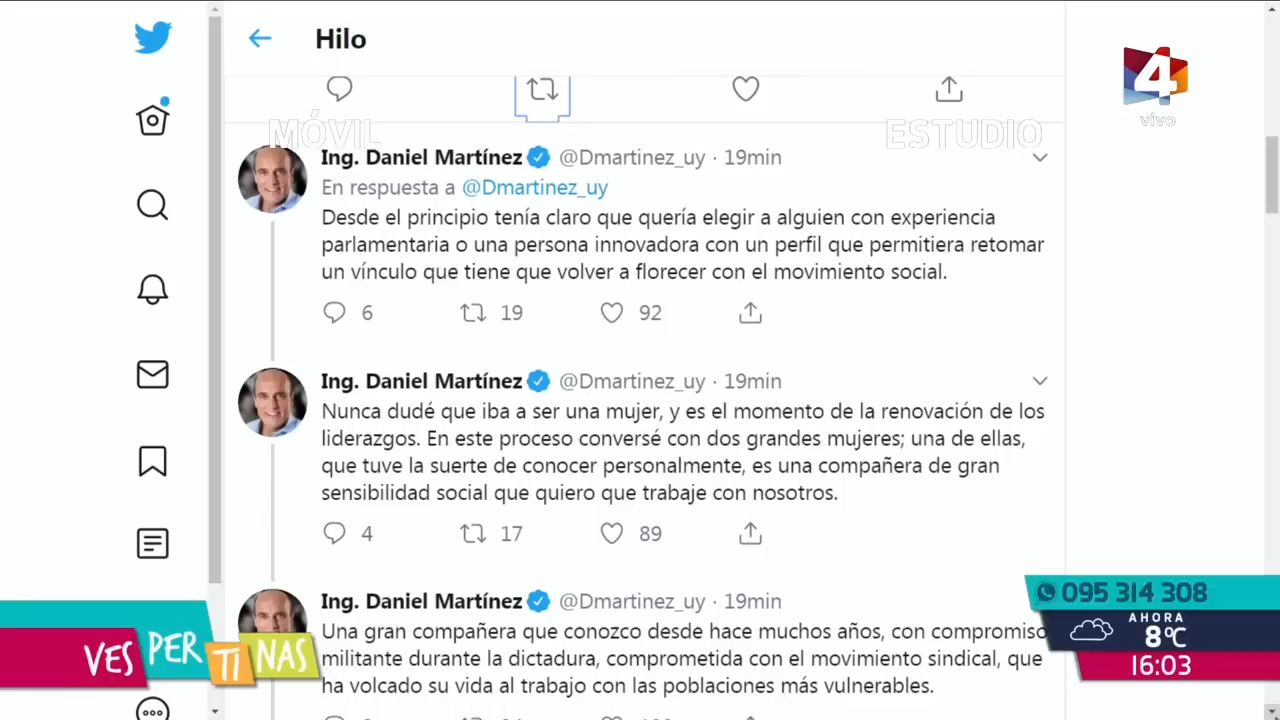 Hilo
4
vivo
MÓVIL
ESTUDIO
Ing. Daniel Martínez @Dmartinez_uy · 19min
En respuesta a @Dmartinez_uy
Desde el principio tenía claro que quería elegir a alguien con experiencia
parlamentaria o una persona innovadora con un perfil que permitiera retomar
un vínculo que tiene que volver a florecer con el movimiento social.
6 19 92
Ing. Daniel Martínez @Dmartinez_uy · 19min
Nunca dudé que iba a ser una mujer, y es el momento de la renovación de los
liderazgos. En este proceso conversé con dos grandes mujeres; una de ellas,
que tuve la suerte de conocer personalmente, es una compañera de gran
sensibilidad social que quiero que trabaje con nosotros.
4 17 89
Ing. Daniel Martínez @Dmartinez_uy · 19min
Una gran compañera que conozco desde hace muchos años, con compromiso
militante durante la dictadura, comprometida con el movimiento sindical, que
ha volcado su vida al trabajo con las poblaciones más vulnerables.
VESPERTINAS
095 314 308
AHORA
8°C
16:03